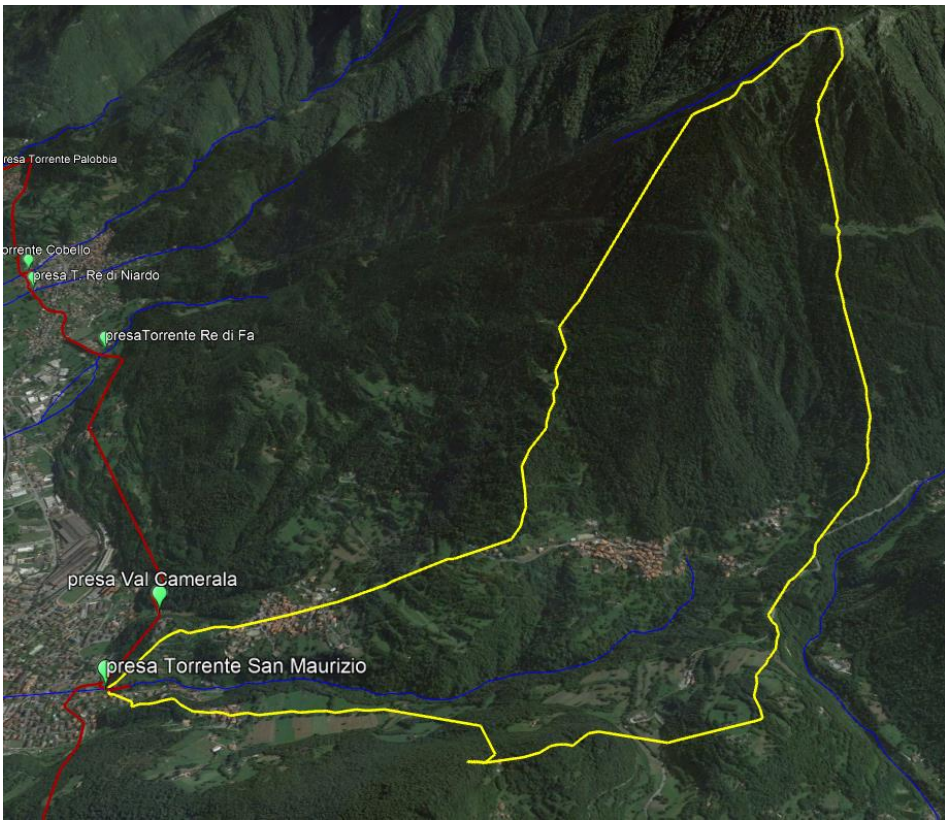 resa Torrente Palobbia
orrente Cobello
presa T. Re di Niardo
presaTorrente Re di Fa
presa Val Camerala
presa Torrente San Maurizio